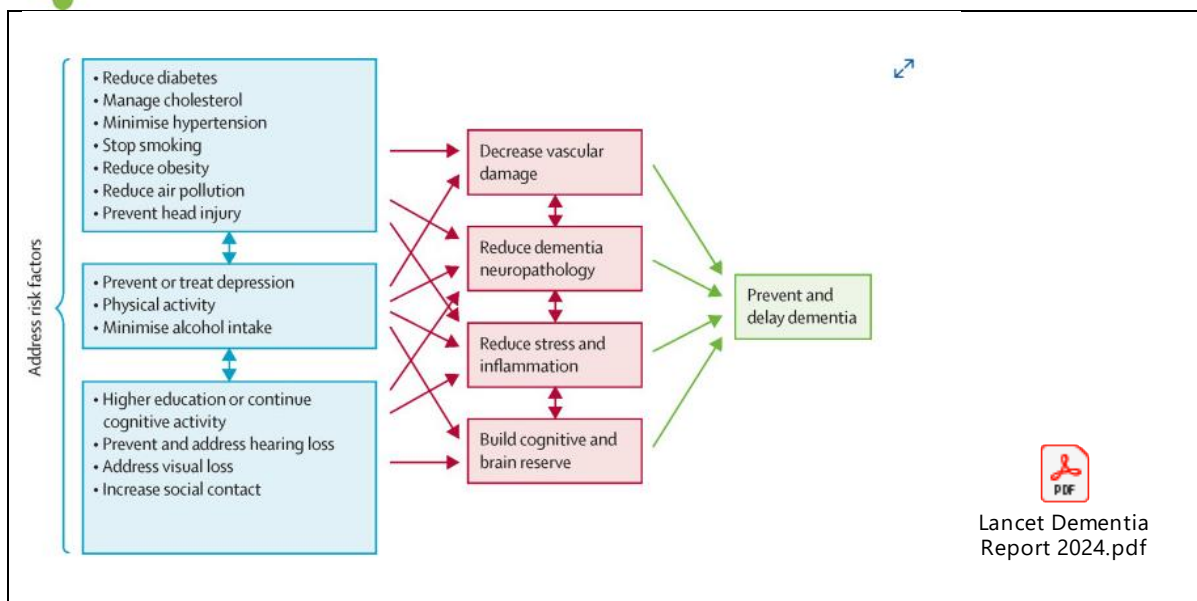 Address risk factors
• Reduce diabetes
• Manage cholesterol
• Minimise hypertension
• Stop smoking
• Reduce obesity
• Reduce air pollution
• Prevent head injury
• Prevent or treat depression
• Physical activity
• Minimise alcohol intake
• Higher education or continue
cognitive activity
• Prevent and address hearing loss
• Address visual loss
• Increase social contact
Decrease vascular
damage
Reduce dementia
neuropathology
Reduce stress and
inflammation
Build cognitive and
brain reserve
Prevent and
delay dementia
PDF
Lancet Dementia
Report 2024.pdf